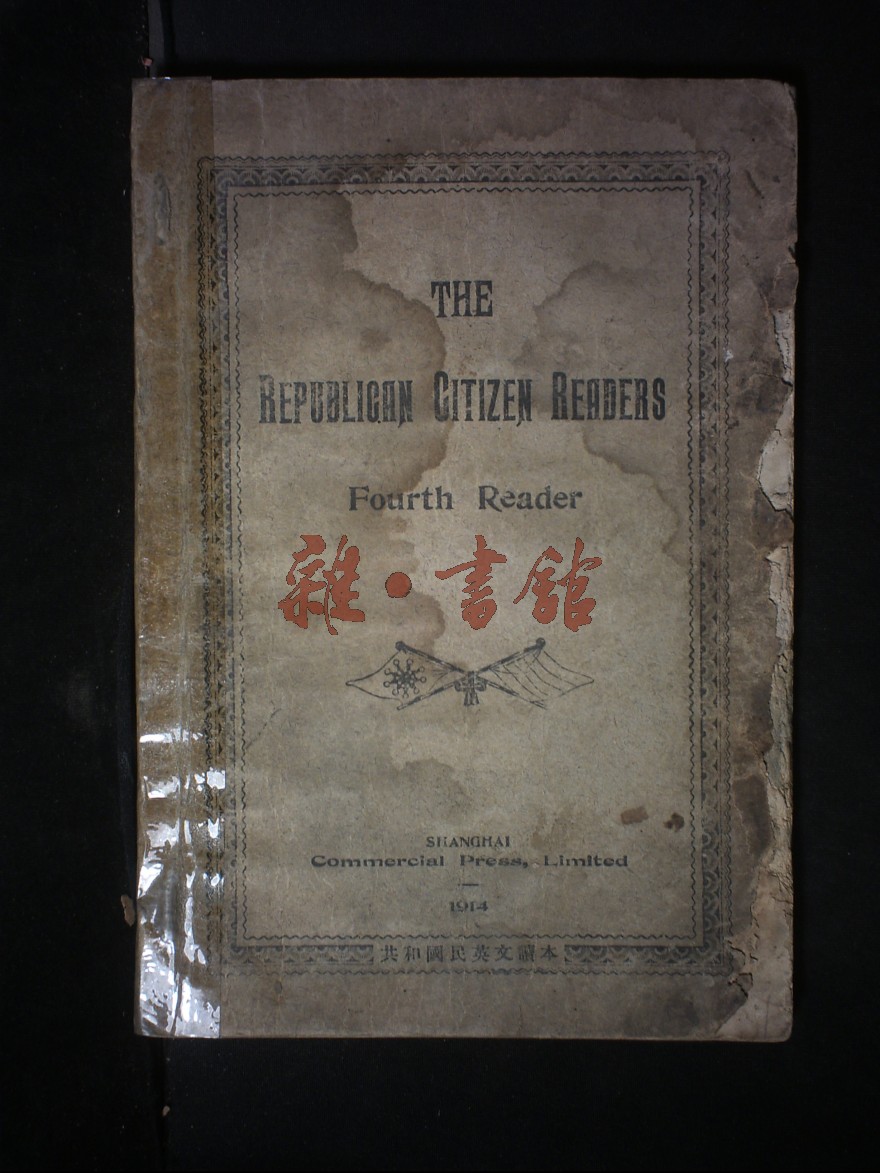 THE
REPUBLICAN CITIZEN READERS
Fourth Reader
雜·書館
SHANGHAI
Commercial Press, Limited
1914
共和國民英文讀本